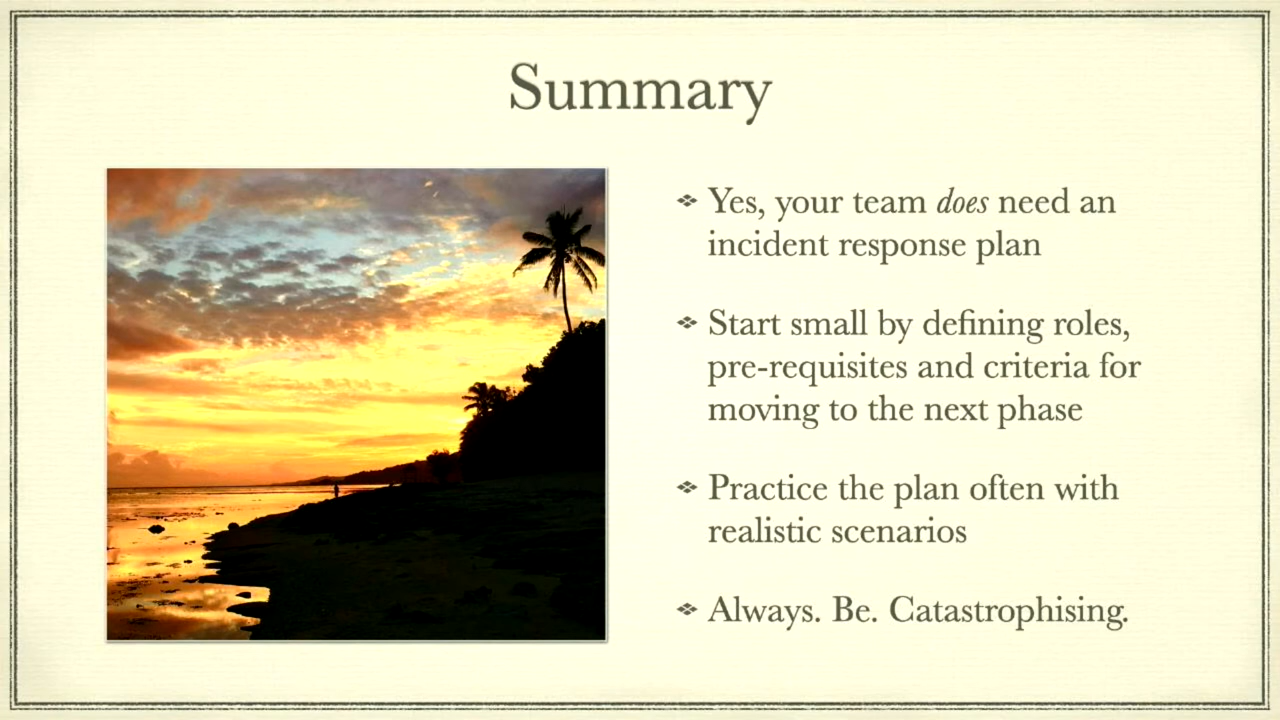 Summary
Yes, your team does need an
incident response plan
Start small by defining roles,
pre-requisites and criteria for
moving to the next phase
Practice the plan often with
realistic scenarios
Always. Be. Catastrophising.